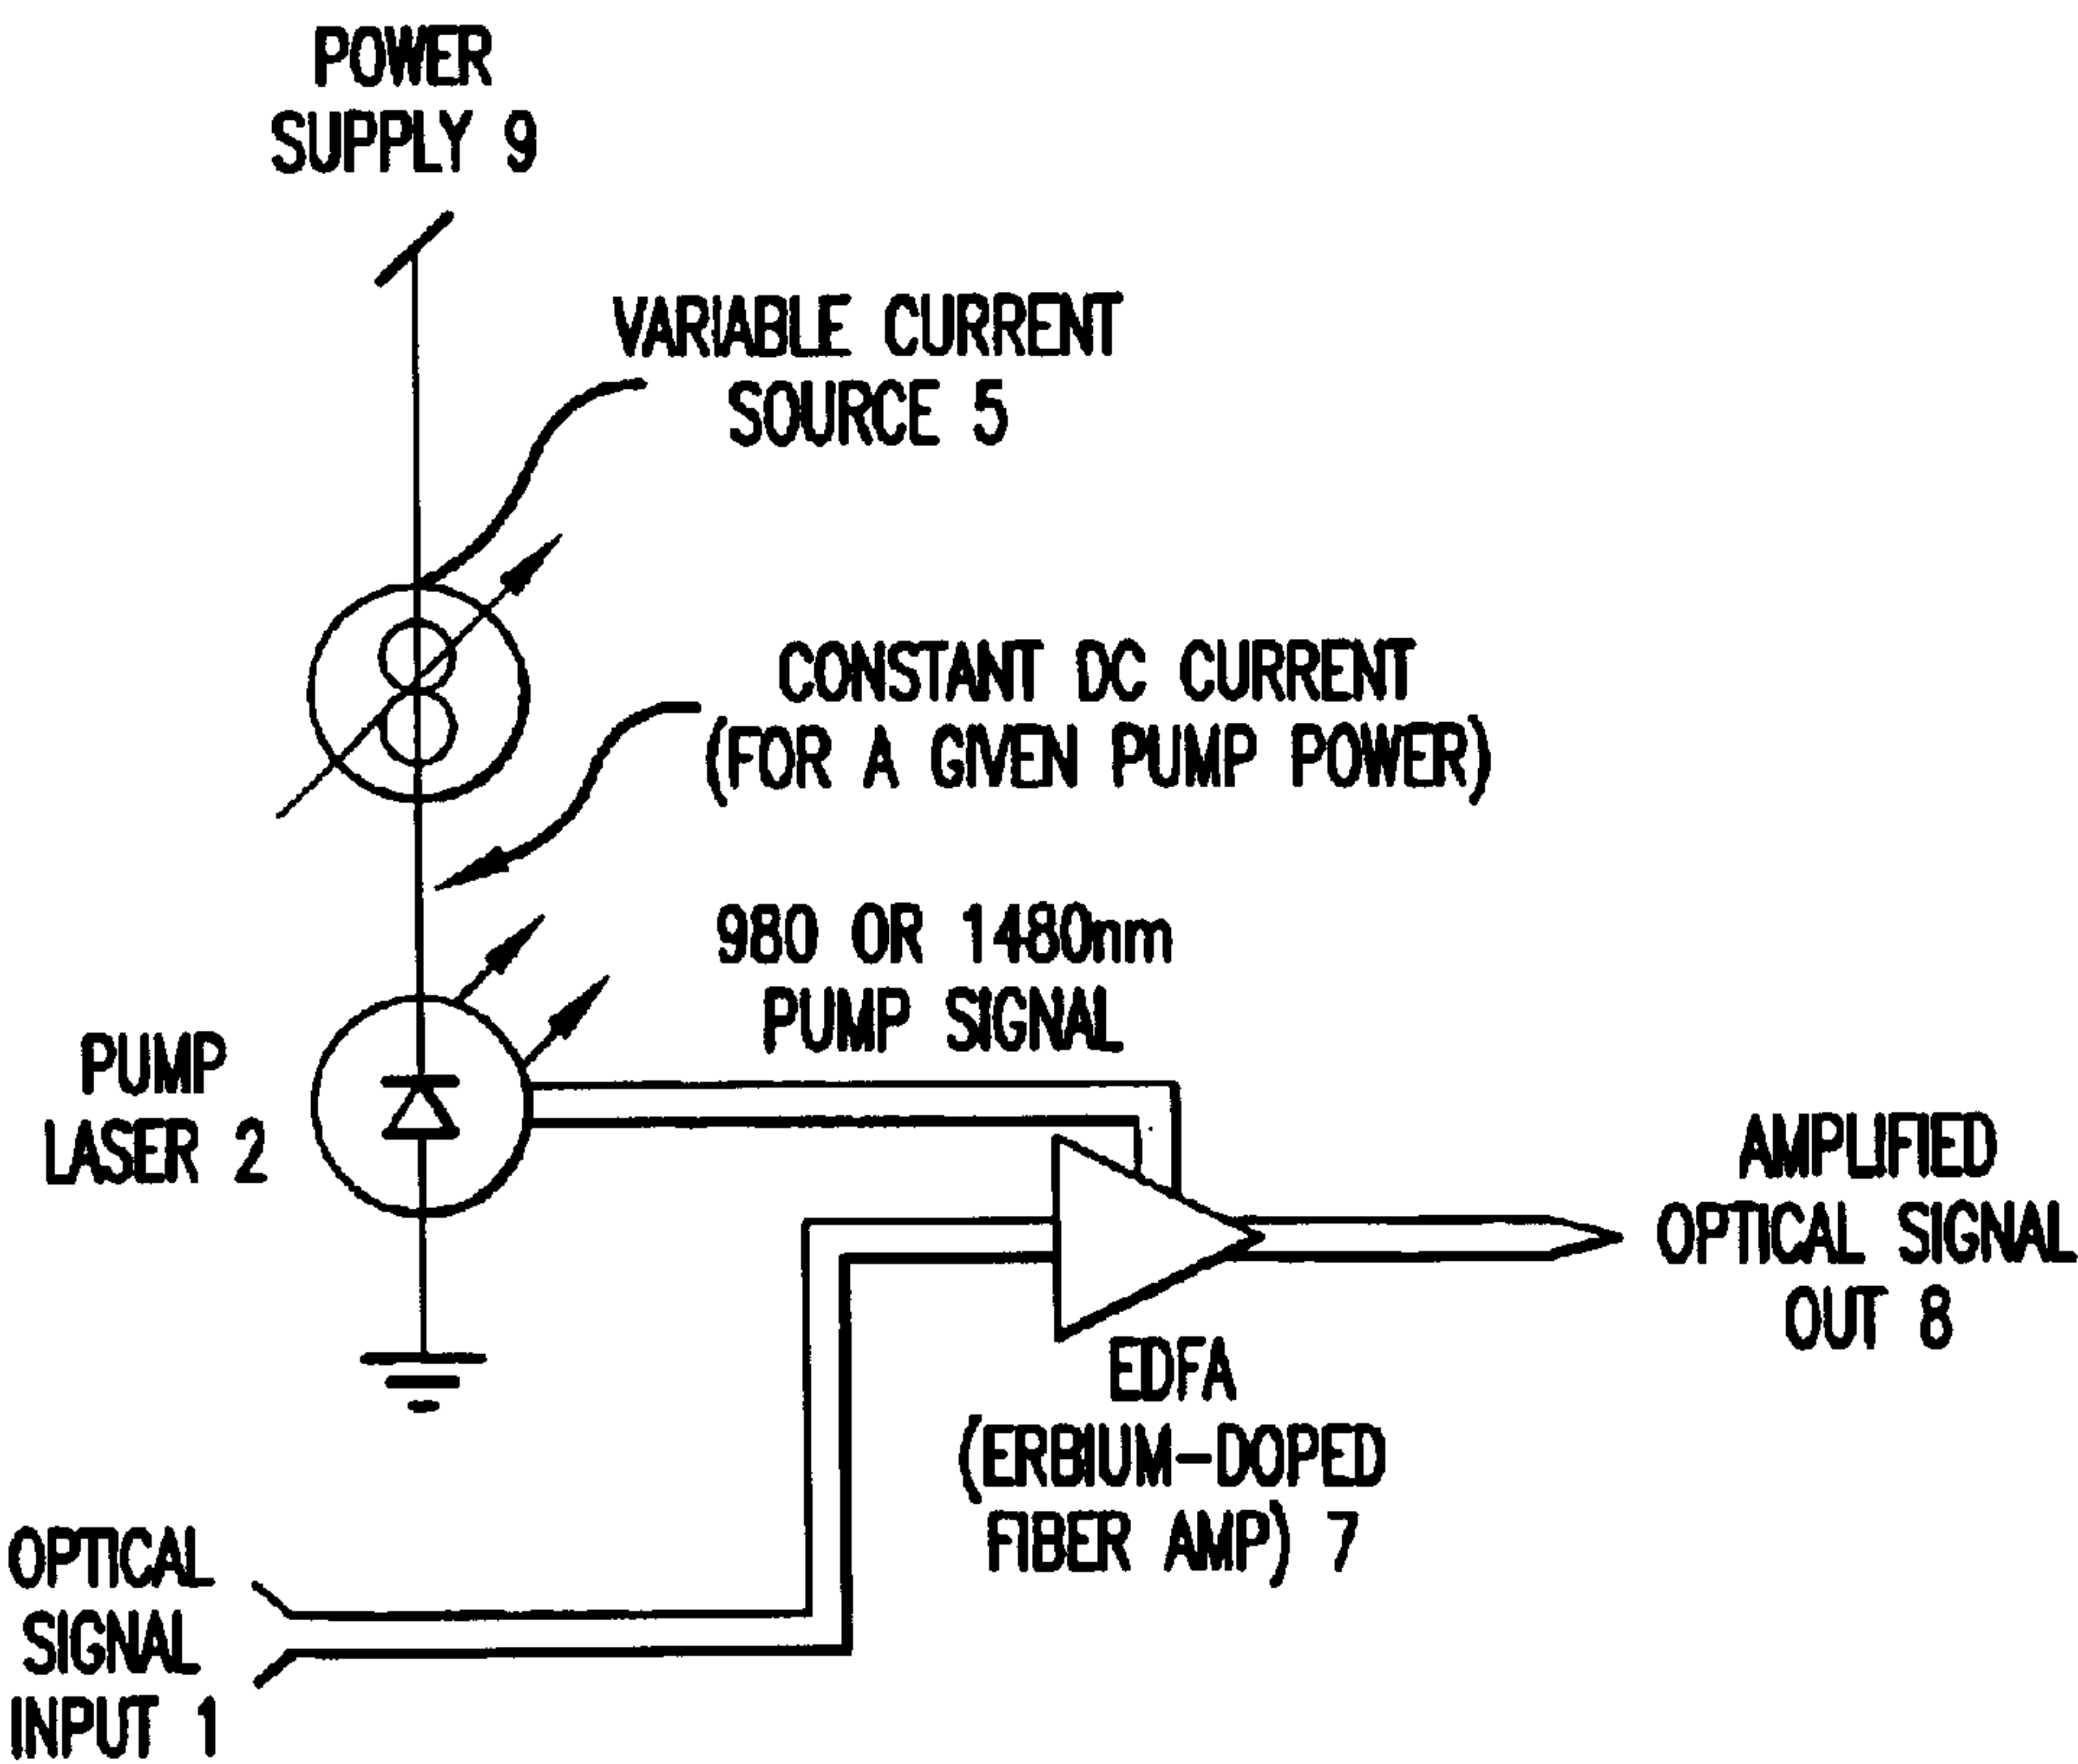 POWER
SUPPLY 9
VARIABLE CURRENT
SOURCE 5
CONSTANT DC CURRENT
(FOR A GIVEN PUMP POWER)
980 OR 1480nm
PUMP SIGNAL
PUMP
LASER 2
AMPLIFIED
OPTICAL SIGNAL
OUT 8
EDFA
(ERBIUM-DOPED
FIBER AMP) 7
OPTICAL
SIGNAL
INPUT 1